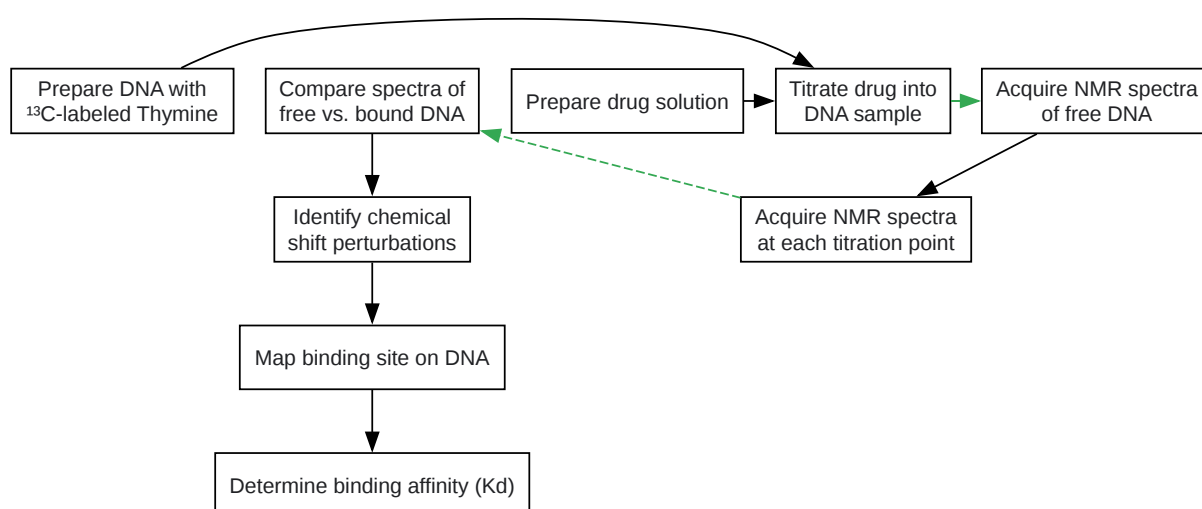 Prepare DNA with
¹³C-labeled Thymine
Compare spectra of
free vs. bound DNA
Prepare drug solution
Titrate drug into
DNA sample
Acquire NMR spectra
of free DNA
Identify chemical
shift perturbations
Acquire NMR spectra
at each titration point
Map binding site on DNA
Determine binding affinity (Kd)